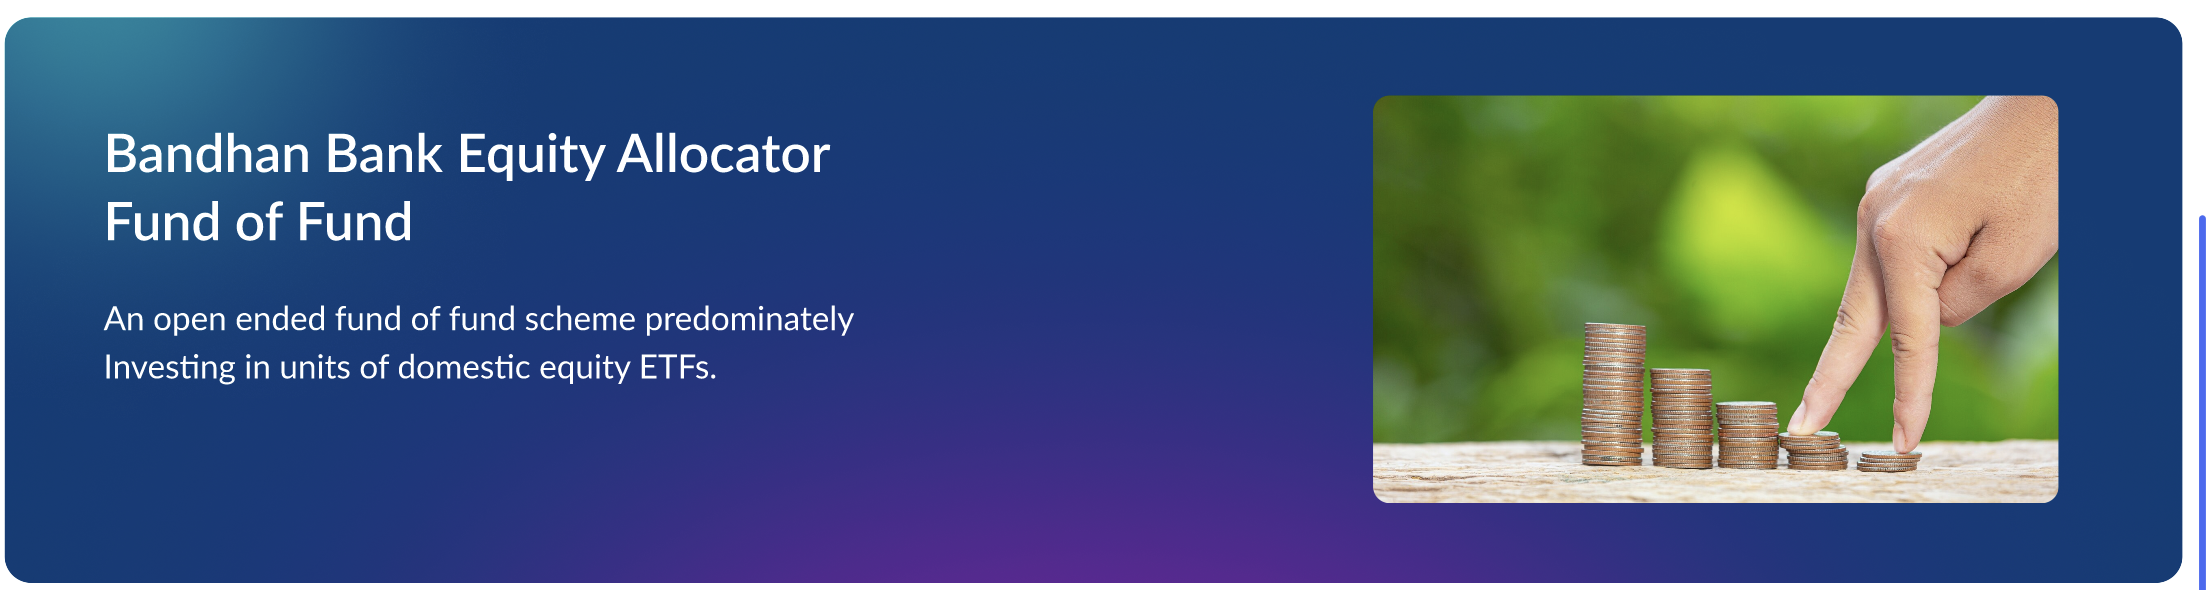 Bandhan Bank Equity Allocator
Fund of Fund
An open ended fund of fund scheme predominately
Investing in units of domestic equity ETFs.